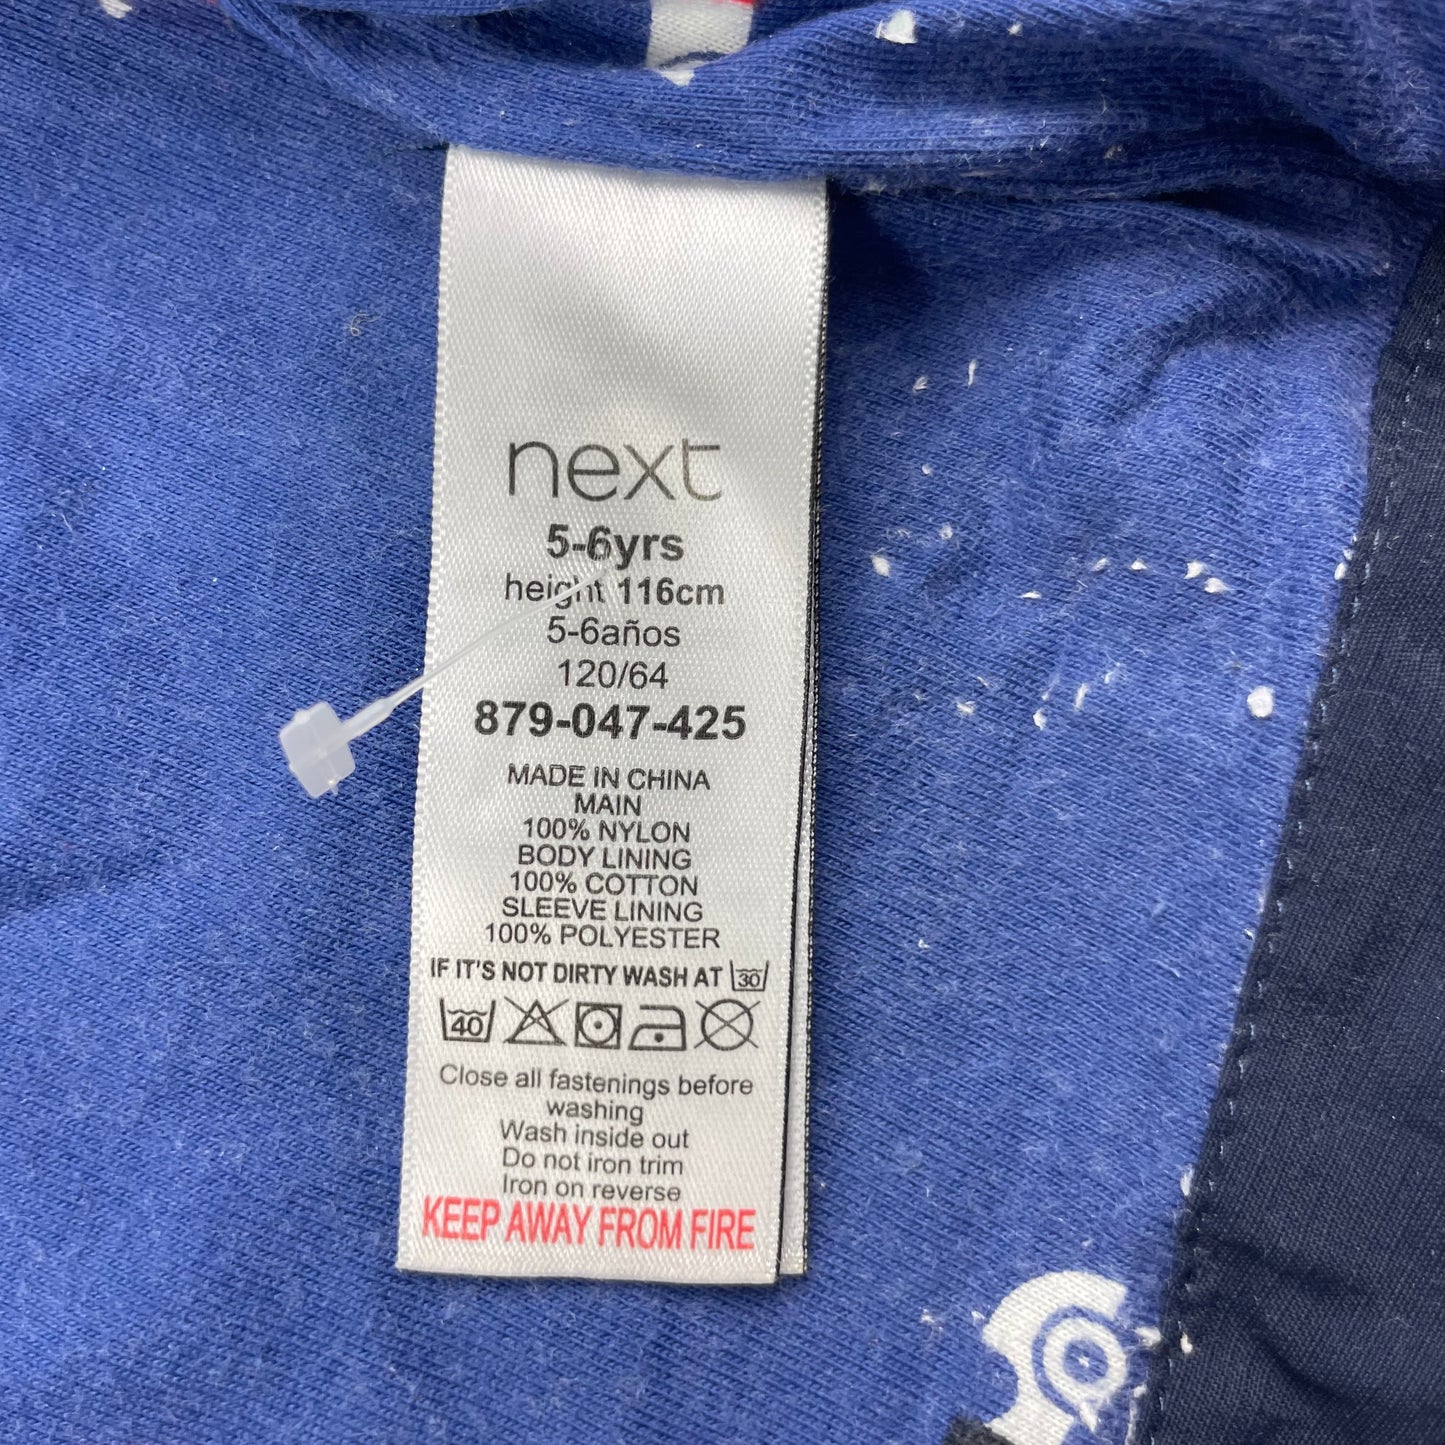 next
5-6yrs
height 116cm
5-6años
120/64
879-047-425
MADE IN CHINA
MAIN
100% NYLON
BODY LINING
100% COTTON
SLEEVE LINING
100% POLYESTER
IF IT'S NOT DIRTY WASH AT 30
40
Close all fastenings before
washing
Wash inside out
Do not iron trim
Iron on reverse
KEEP AWAY FROM FIRE